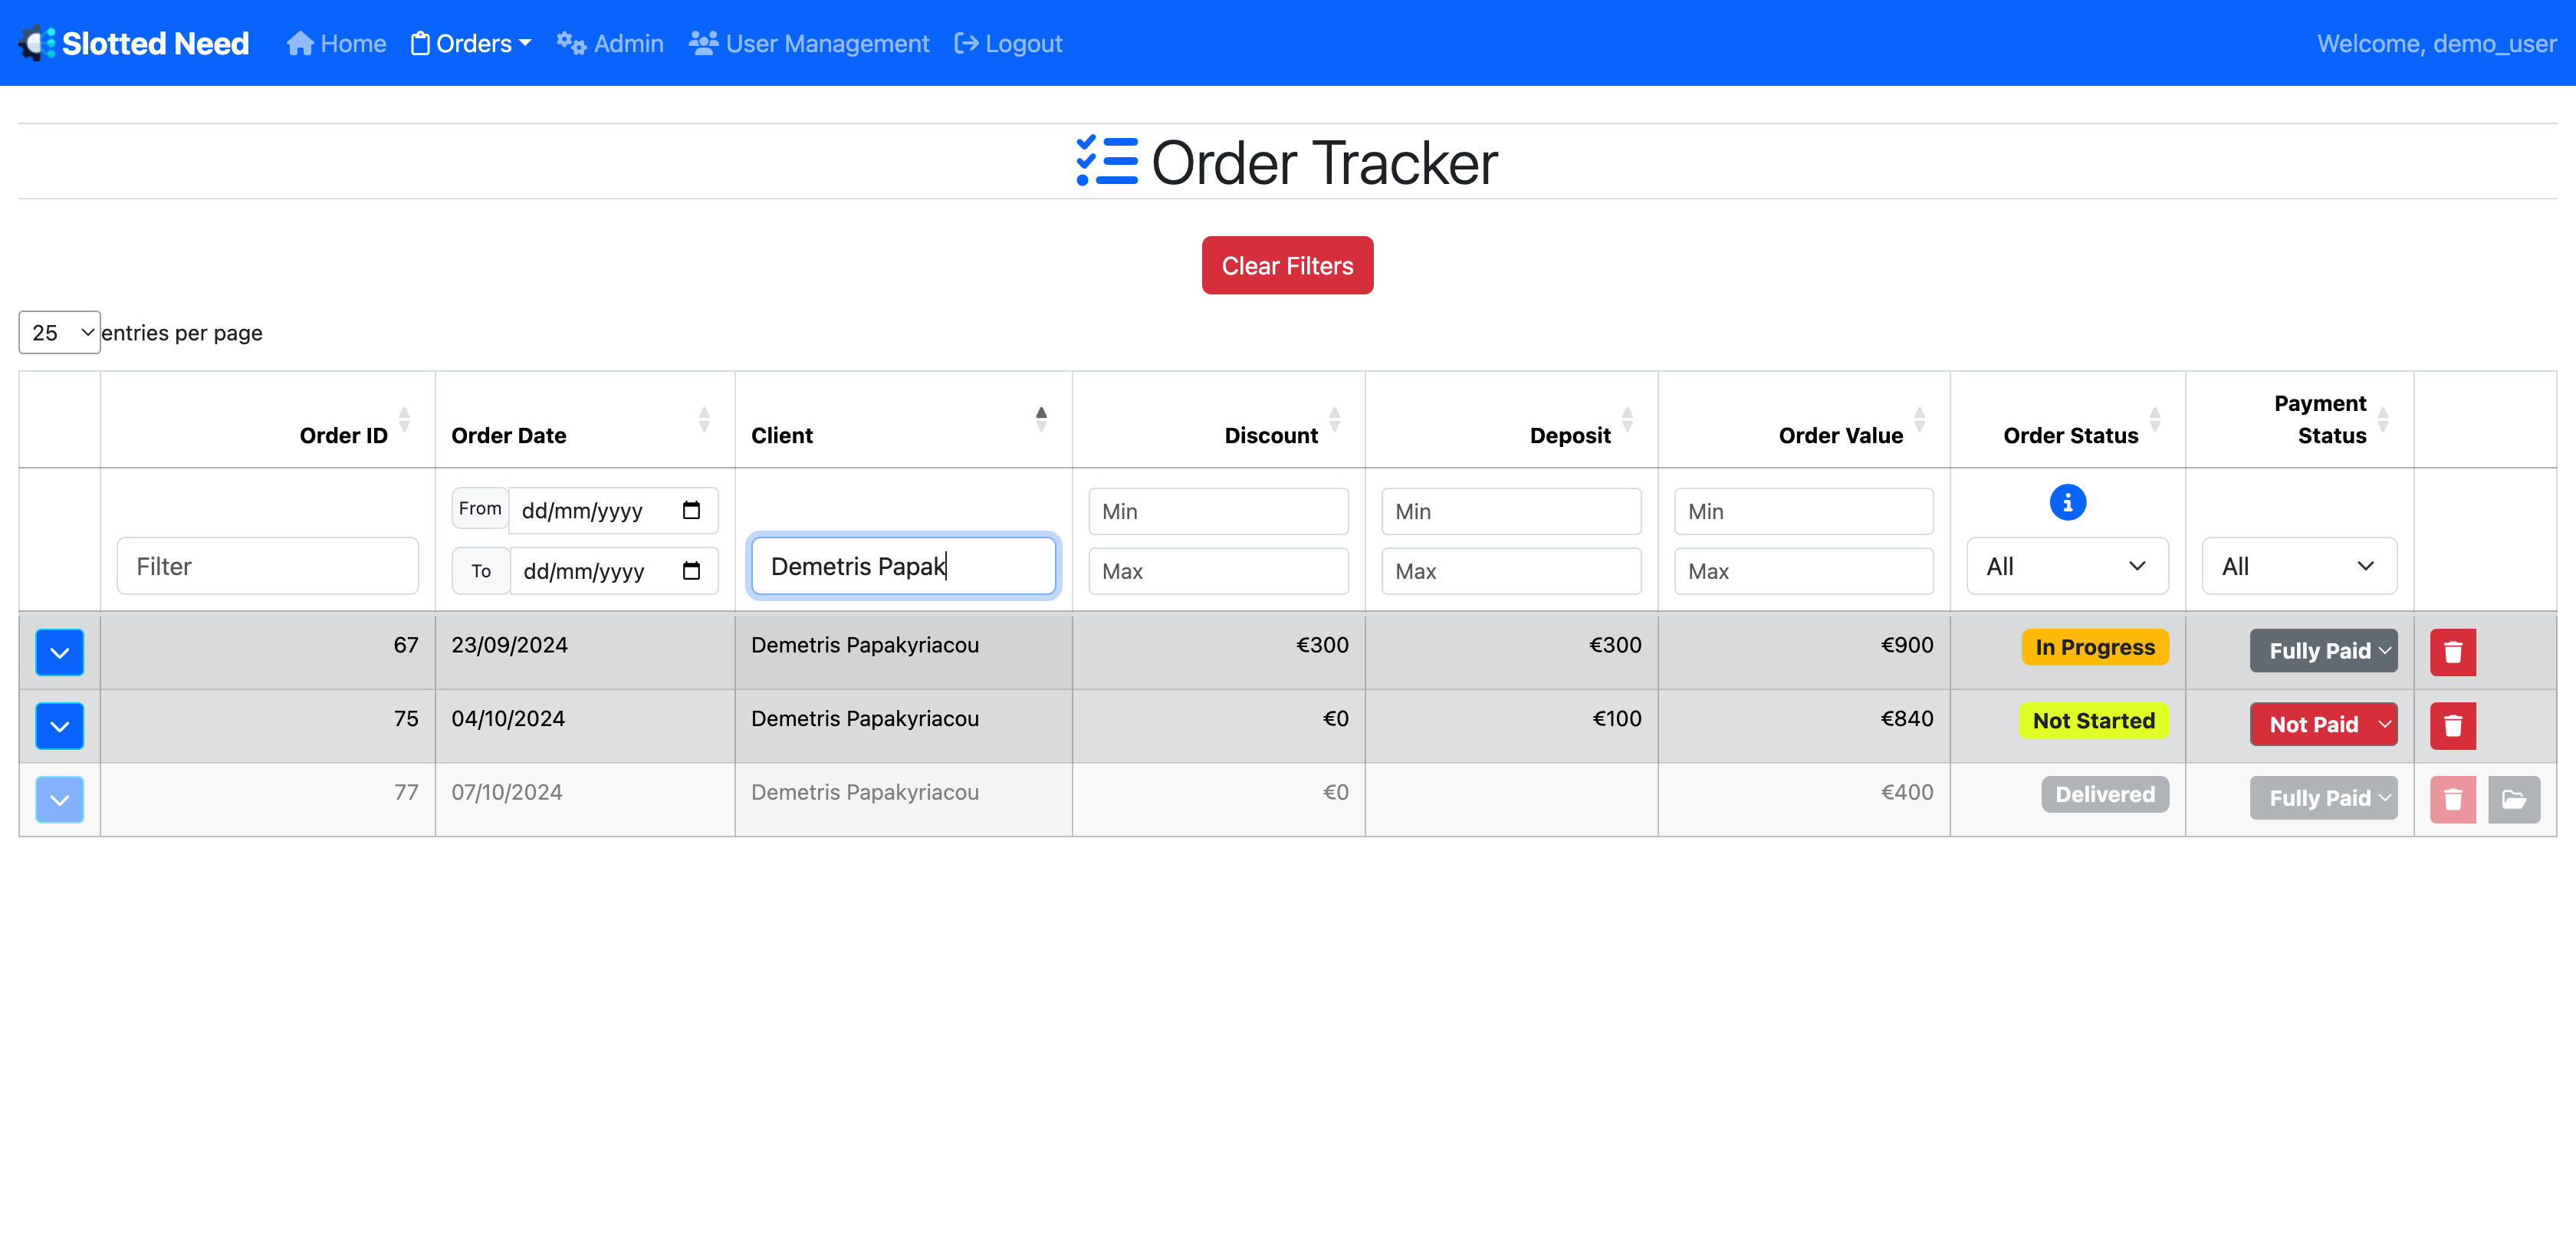 Slotted Need Home Orders Admin User Management Logout Welcome, demo_user
Order Tracker
Clear Filters
25 entries per page
Order ID Order Date Client Discount Deposit Order Value Order Status Payment Status
From dd/mm/yyyy Min Min Min
Filter To dd/mm/yyyy Demetris Papak Max Max Max All All
67 23/09/2024 Demetris Papakyriacou €300 €300 €900 In Progress Fully Paid
75 04/10/2024 Demetris Papakyriacou €0 €100 €840 Not Started Not Paid
77 07/10/2024 Demetris Papakyriacou €0 €400 Delivered Fully Paid